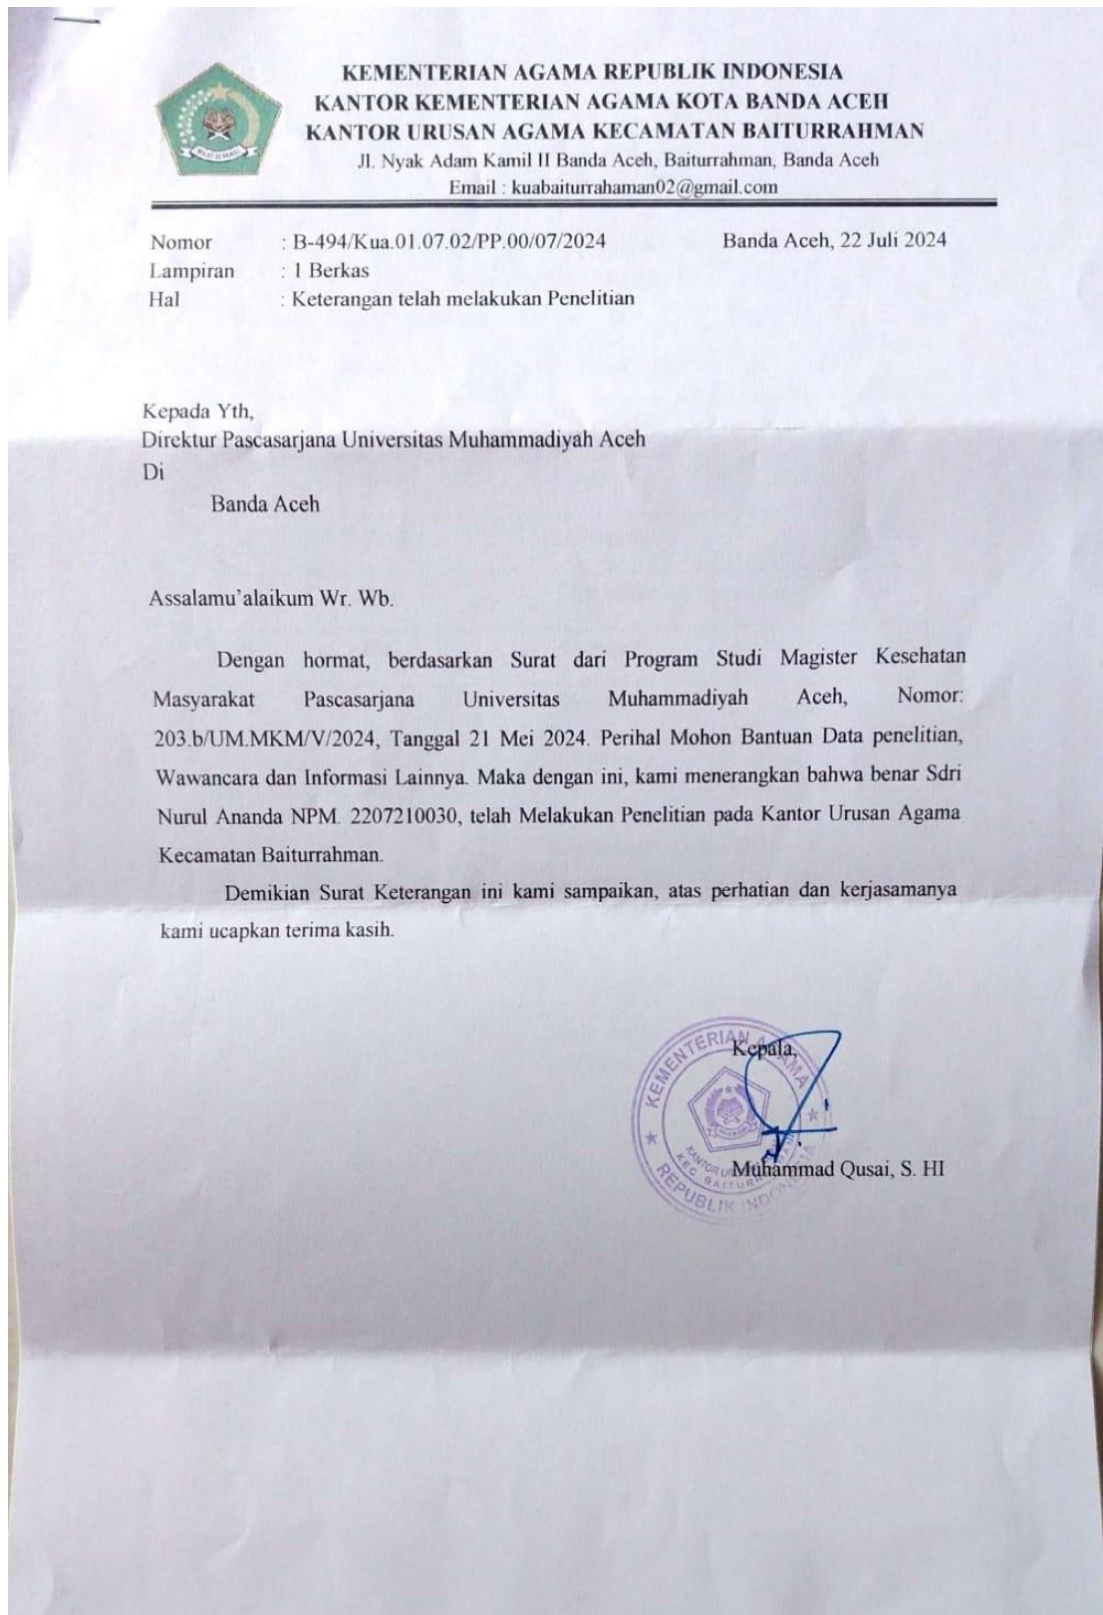 KEMENTERIAN AGAMA REPUBLIK INDONESIA
KANTOR KEMENTERIAN AGAMA KOTA BANDA ACEH
KANTOR URUSAN AGAMA KECAMATAN BAITURRAHMAN
Jl. Nyak Adam Kamil II Banda Aceh, Baiturrahman, Banda Aceh
Email : kuabaiturrahaman02@gmail.com
Nomor : B-494/Kua.01.07.02/PP.00/07/2024 Banda Aceh, 22 Juli 2024
Lampiran : 1 Berkas
Hal : Keterangan telah melakukan Penelitian
Kepada Yth,
Direktur Pascasarjana Universitas Muhammadiyah Aceh
Di
Banda Aceh
Assalamu’alaikum Wr. Wb.
Dengan hormat, berdasarkan Surat dari Program Studi Magister Kesehatan
Masyarakat Pascasarjana Universitas Muhammadiyah Aceh, Nomor:
203.b/UM.MKM/V/2024, Tanggal 21 Mei 2024. Perihal Mohon Bantuan Data penelitian,
Wawancara dan Informasi Lainnya. Maka dengan ini, kami menerangkan bahwa benar Sdri
Nurul Ananda NPM. 2207210030, telah Melakukan Penelitian pada Kantor Urusan Agama
Kecamatan Baiturrahman.
Demikian Surat Keterangan ini kami sampaikan, atas perhatian dan kerjasamanya
kami ucapkan terima kasih.
Kepala,
KEMENTERIAN AGAMA
REPUBLIK INDONESIA
Muhammad Qusai, S. HI